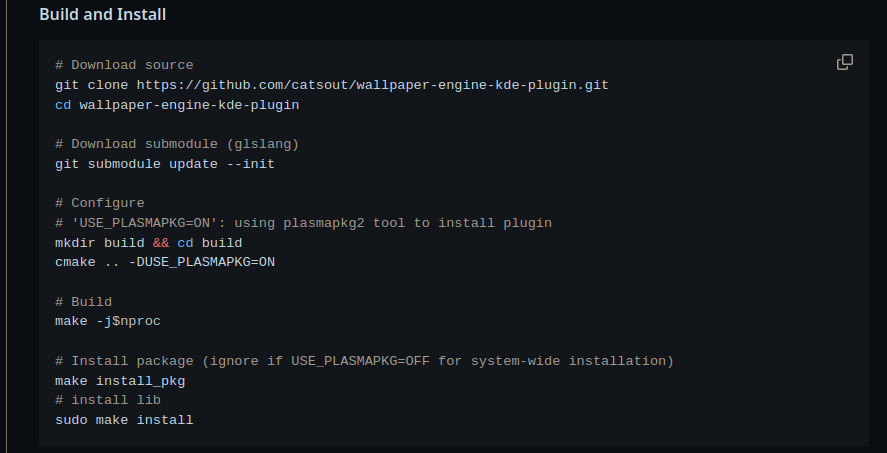 Build and Install
# Download source
git clone https://github.com/catsout/wallpaper-engine-kde-plugin.git
cd wallpaper-engine-kde-plugin
# Download submodule (glslang)
git submodule update --init
# Configure
# 'USE_PLASMAPKG=ON': using plasmapkg2 tool to install plugin
mkdir build && cd build
cmake .. -DUSE_PLASMAPKG=ON
# Build
make -j$nproc
# Install package (ignore if USE_PLASMAPKG=OFF for system-wide installation)
make install_pkg
# install lib
sudo make install